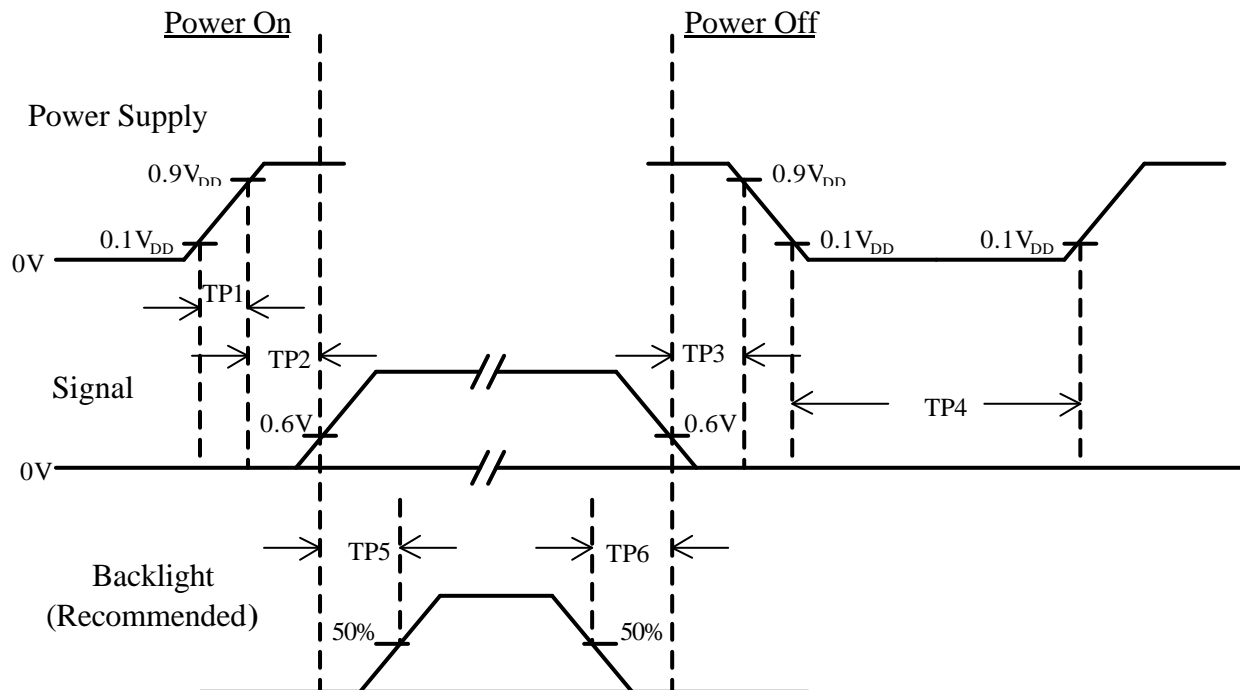 Power On
Power Off
Power Supply
0.9VDD
0.9VDD
0.1VDD
0.1VDD
0.1VDD
0V
TP1
TP2
TP3
Signal
TP4
0.6V
0.6V
0V
TP5
TP6
Backlight
(Recommended)
50%
50%